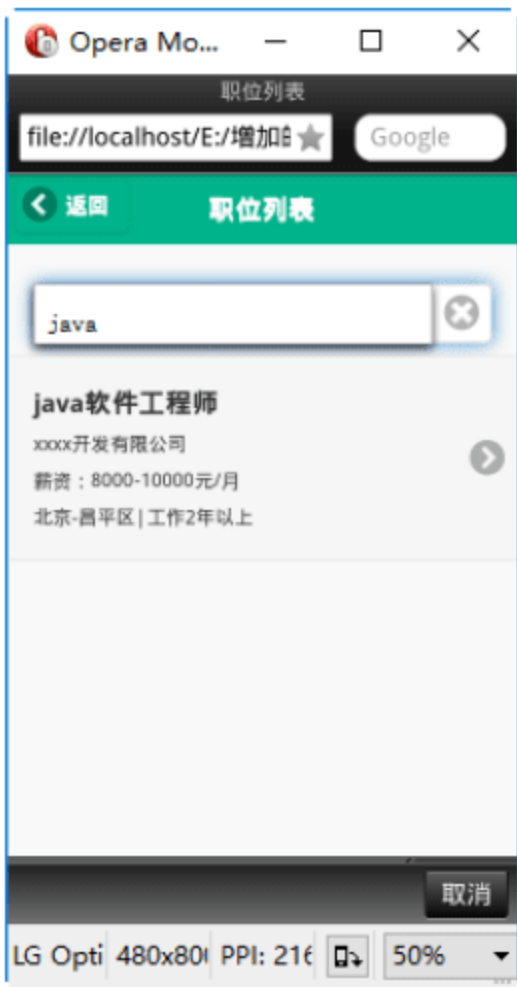 Opera Mo...
职位列表
file://localhost/E:/增加
Google
返回 职位列表
java
java软件工程师
xxxx开发有限公司
薪资：8000-10000元/月
北京-昌平区|工作2年以上
取消
LG Opti 480x80 PPI: 216 50%